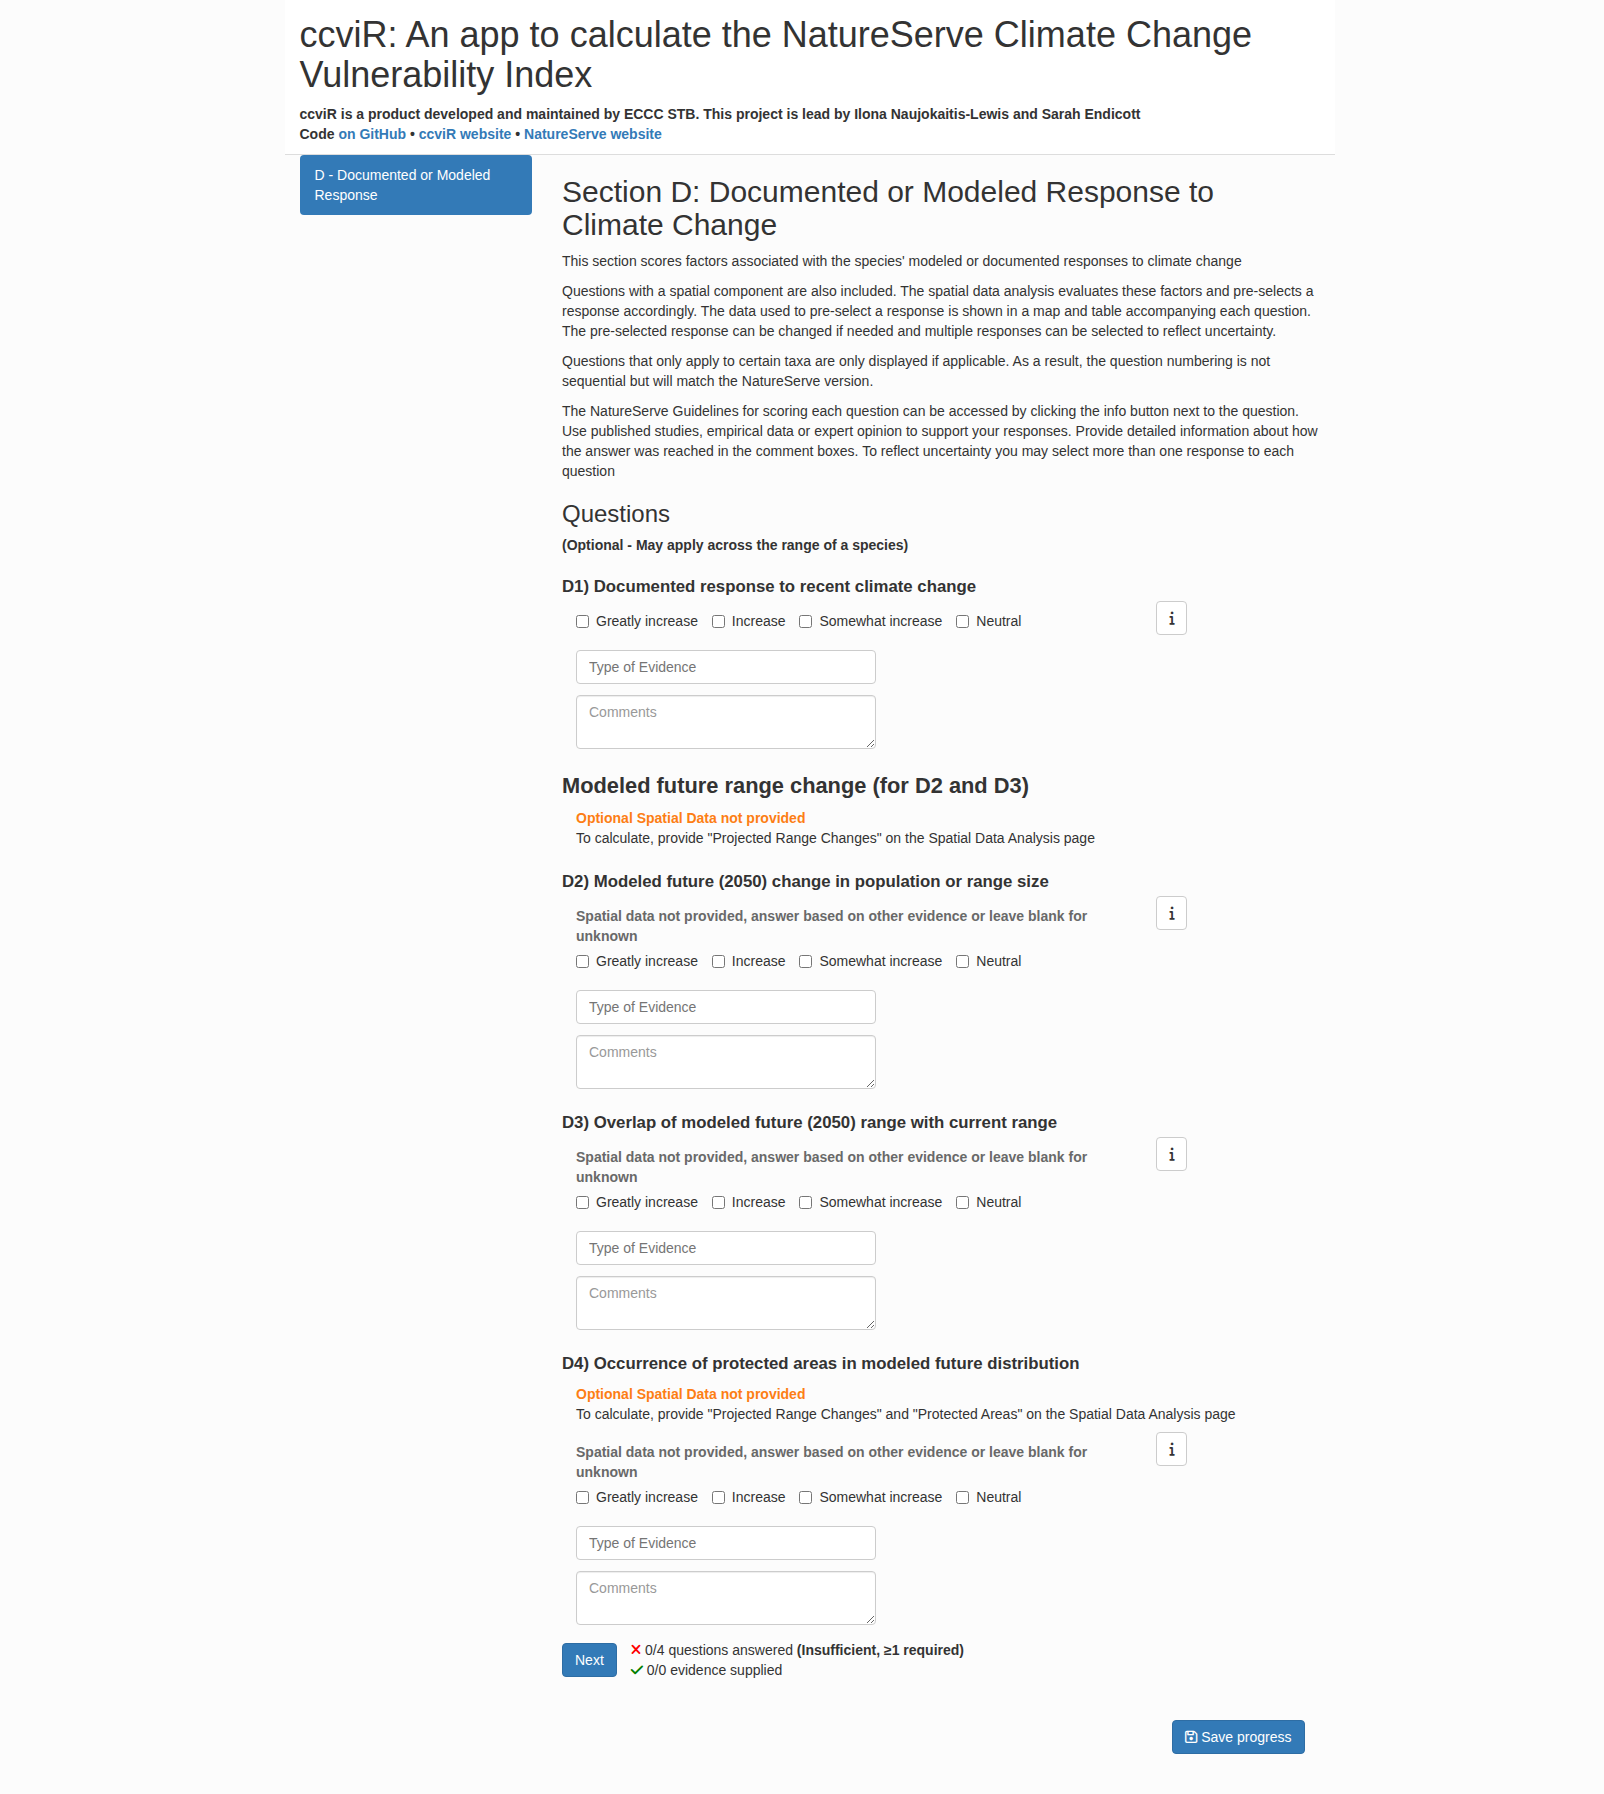 ccviR: An app to calculate the NatureServe Climate Change
Vulnerability Index
ccviR is a product developed and maintained by ECCC STB. This project is lead by Ilona Naujokaitis-Lewis and Sarah Endicott
Code on GitHub • ccviR website • NatureServe website
D - Documented or Modeled
Response
Section D: Documented or Modeled Response to
Climate Change
This section scores factors associated with the species' modeled or documented responses to climate change
Questions with a spatial component are also included. The spatial data analysis evaluates these factors and pre-selects a
response accordingly. The data used to pre-select a response is shown in a map and table accompanying each question.
The pre-selected response can be changed if needed and multiple responses can be selected to reflect uncertainty.
Questions that only apply to certain taxa are only displayed if applicable. As a result, the question numbering is not
sequential but will match the NatureServe version.
The NatureServe Guidelines for scoring each question can be accessed by clicking the info button next to the question.
Use published studies, empirical data or expert opinion to support your responses. Provide detailed information about how
the answer was reached in the comment boxes. To reflect uncertainty you may select more than one response to each
question
Questions
(Optional - May apply across the range of a species)
D1) Documented response to recent climate change
Greatly increase Increase Somewhat increase Neutral
Type of Evidence
Comments
Modeled future range change (for D2 and D3)
Optional Spatial Data not provided
To calculate, provide "Projected Range Changes" on the Spatial Data Analysis page
D2) Modeled future (2050) change in population or range size
Spatial data not provided, answer based on other evidence or leave blank for
unknown
Greatly increase Increase Somewhat increase Neutral
Type of Evidence
Comments
D3) Overlap of modeled future (2050) range with current range
Spatial data not provided, answer based on other evidence or leave blank for
unknown
Greatly increase Increase Somewhat increase Neutral
Type of Evidence
Comments
D4) Occurrence of protected areas in modeled future distribution
Optional Spatial Data not provided
To calculate, provide "Projected Range Changes" and "Protected Areas" on the Spatial Data Analysis page
Spatial data not provided, answer based on other evidence or leave blank for
unknown
Greatly increase Increase Somewhat increase Neutral
Type of Evidence
Comments
Next
0/4 questions answered (Insufficient, ≥1 required)
0/0 evidence supplied
Save progress